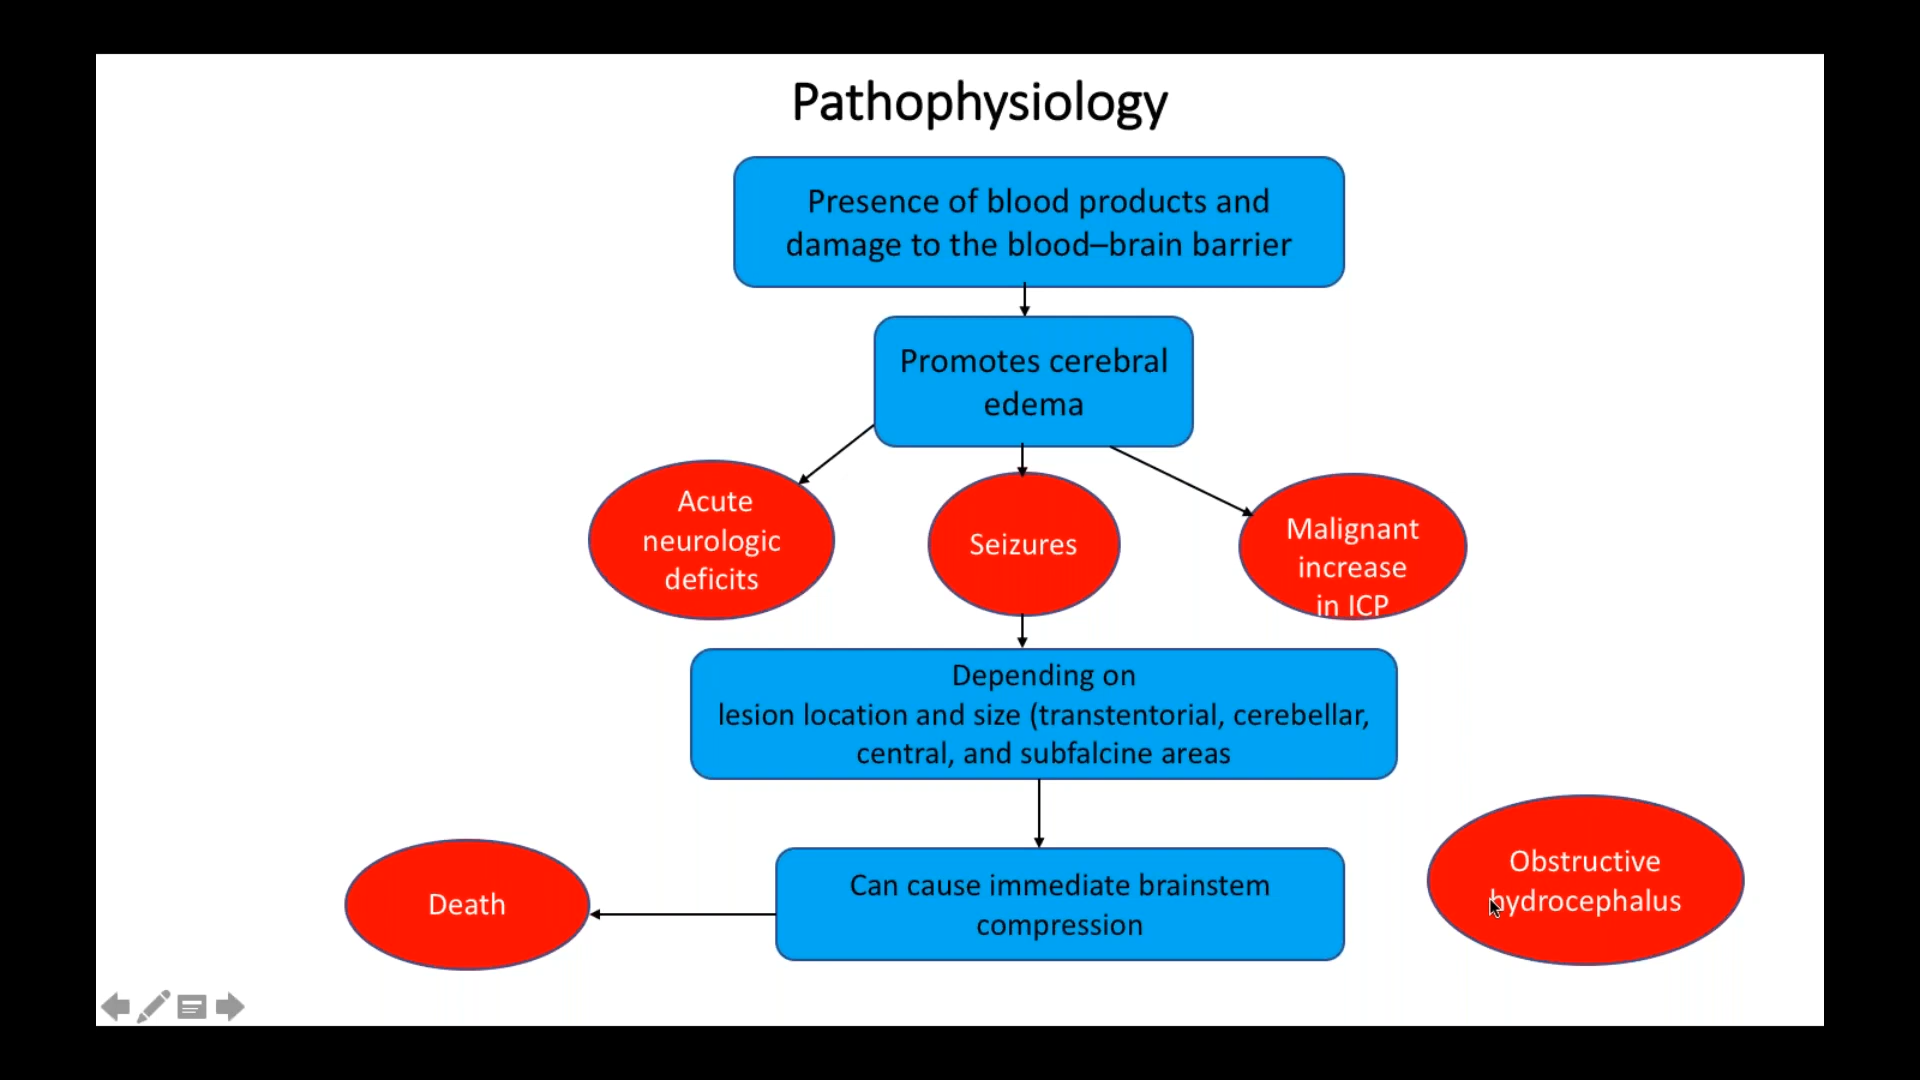 Pathophysiology
Presence of blood products and
damage to the blood–brain barrier
Promotes cerebral
edema
Acute
neurologic
deficits
Seizures
Malignant
increase
in ICP
Depending on
lesion location and size (transtentorial, cerebellar,
central, and subfalcine areas
Death
Can cause immediate brainstem
compression
Obstructive
hydrocephalus